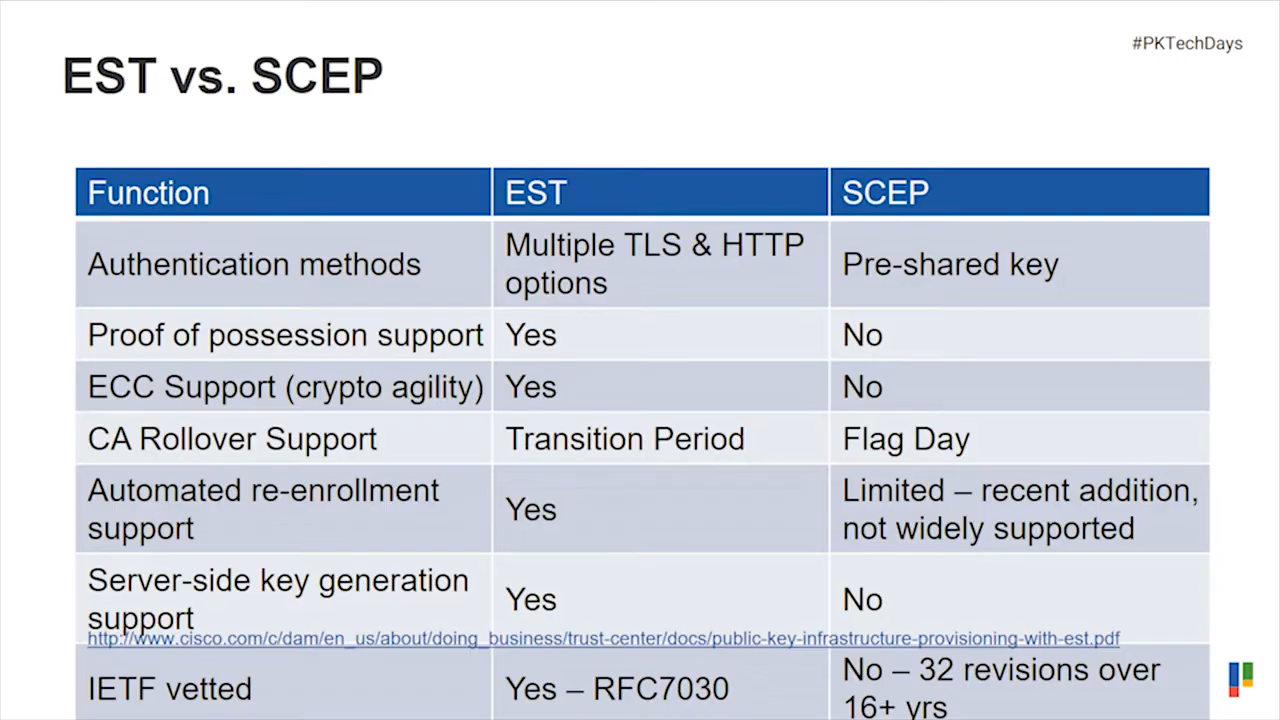 #PKTechDays
EST vs. SCEP
Function EST SCEP
Authentication methods Multiple TLS & HTTP options Pre-shared key
Proof of possession support Yes No
ECC Support (crypto agility) Yes No
CA Rollover Support Transition Period Flag Day
Automated re-enrollment support Yes Limited – recent addition, not widely supported
Server-side key generation support Yes No
http://www.cisco.com/c/dam/en_us/about/doing_business/trust-center/docs/public-key-infrastructure-provisioning-with-est.pdf
IETF vetted Yes – RFC7030 No – 32 revisions over 16+ yrs